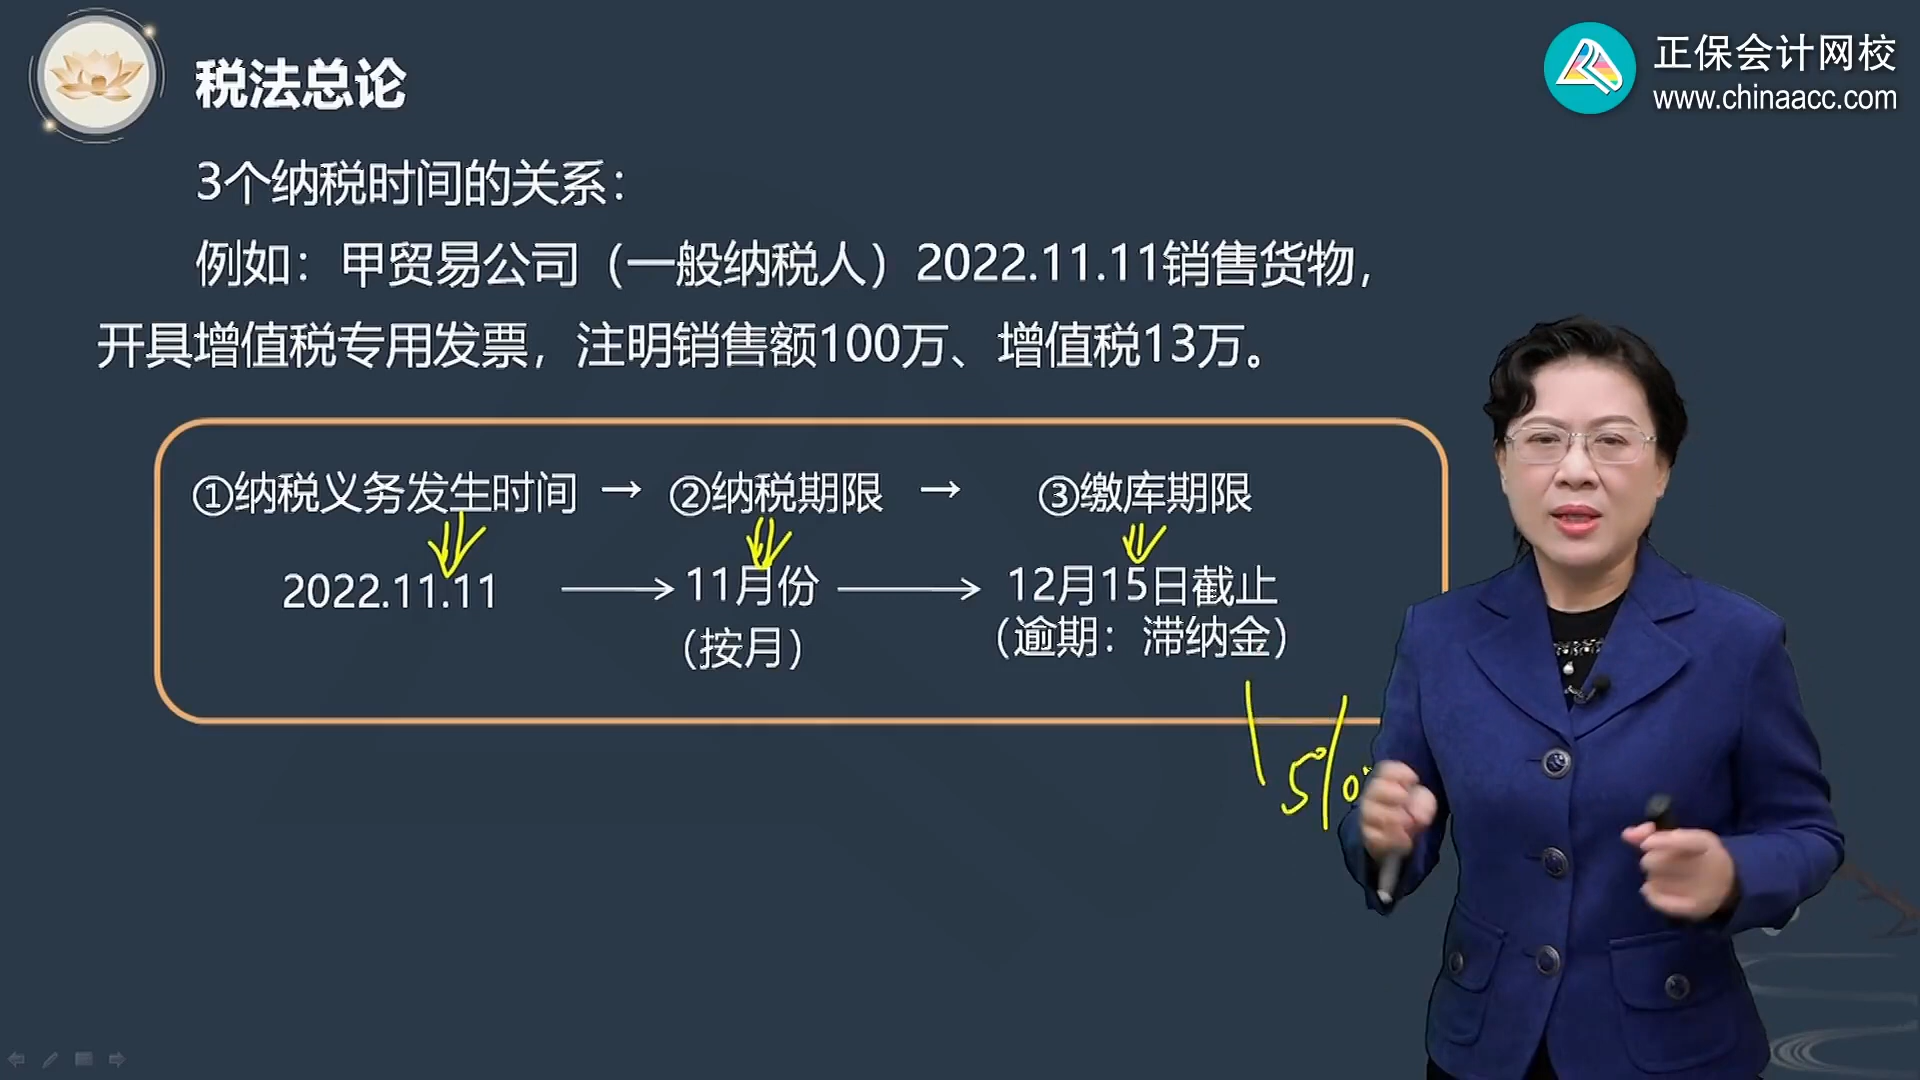 正保会计网校
www.chinaacc.com
税法总论
3个纳税时间的关系：
例如：甲贸易公司（一般纳税人）2022.11.11销售货物，
开具增值税专用发票，注明销售额100万、增值税13万。
①纳税义务发生时间 → ②纳税期限 → ③缴库期限
2022.11.11 11月份 12月15日截止
（按月） （逾期：滞纳金）